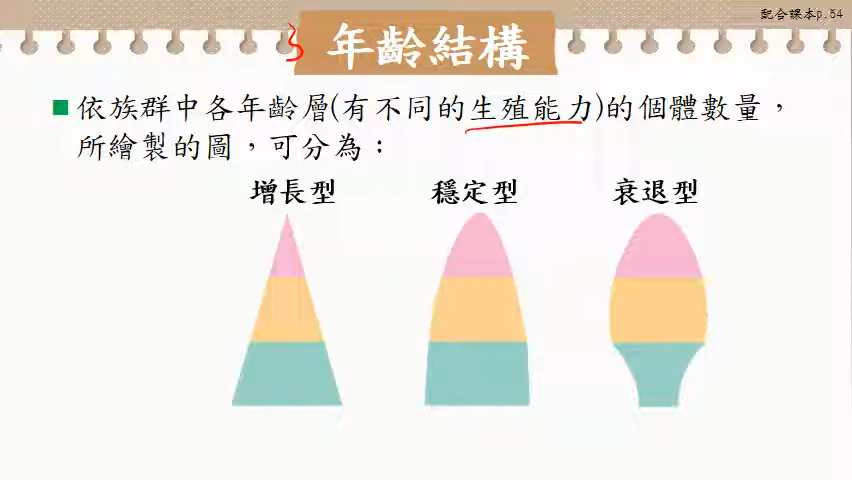 配合課本p.54
年齡結構
依族群中各年齡層(有不同的生殖能力)的個體數量，
所繪製的圖，可分為：
增長型 穩定型 衰退型